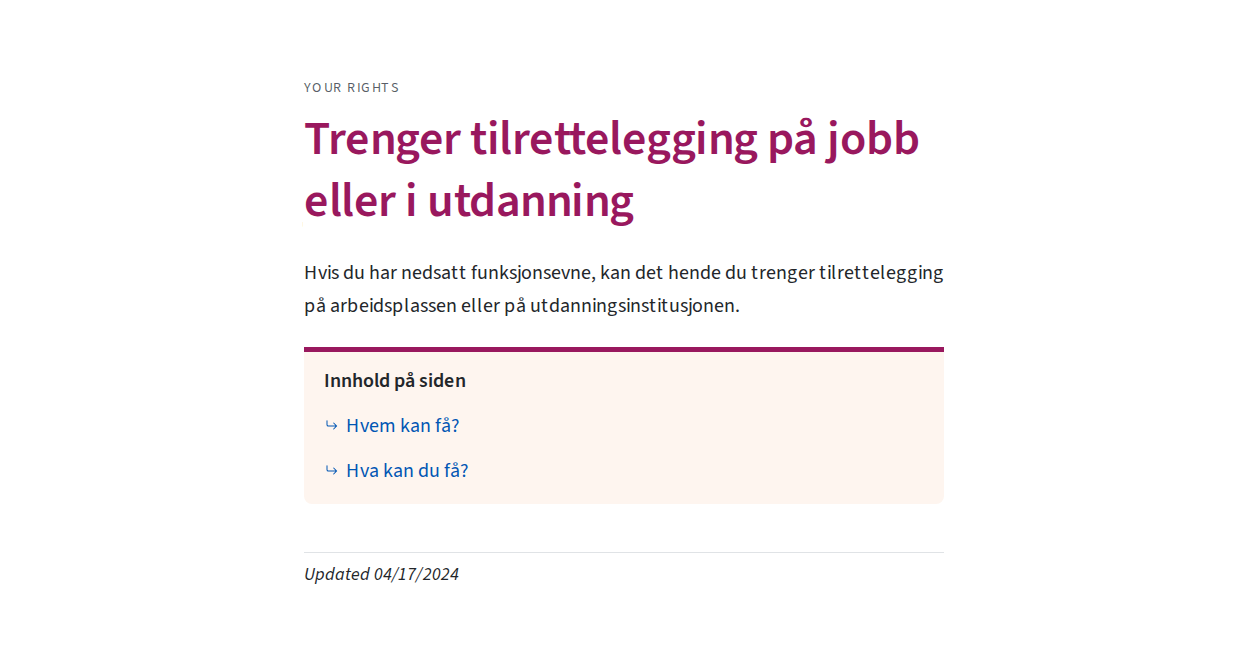 YOUR RIGHTS
Trenger tilrettelegging på jobb
eller i utdanning
Hvis du har nedsatt funksjonsevne, kan det hende du trenger tilrettelegging
på arbeidsplassen eller på utdanningsinstitusjonen.
Innhold på siden
Hvem kan få?
Hva kan du få?
Updated 04/17/2024